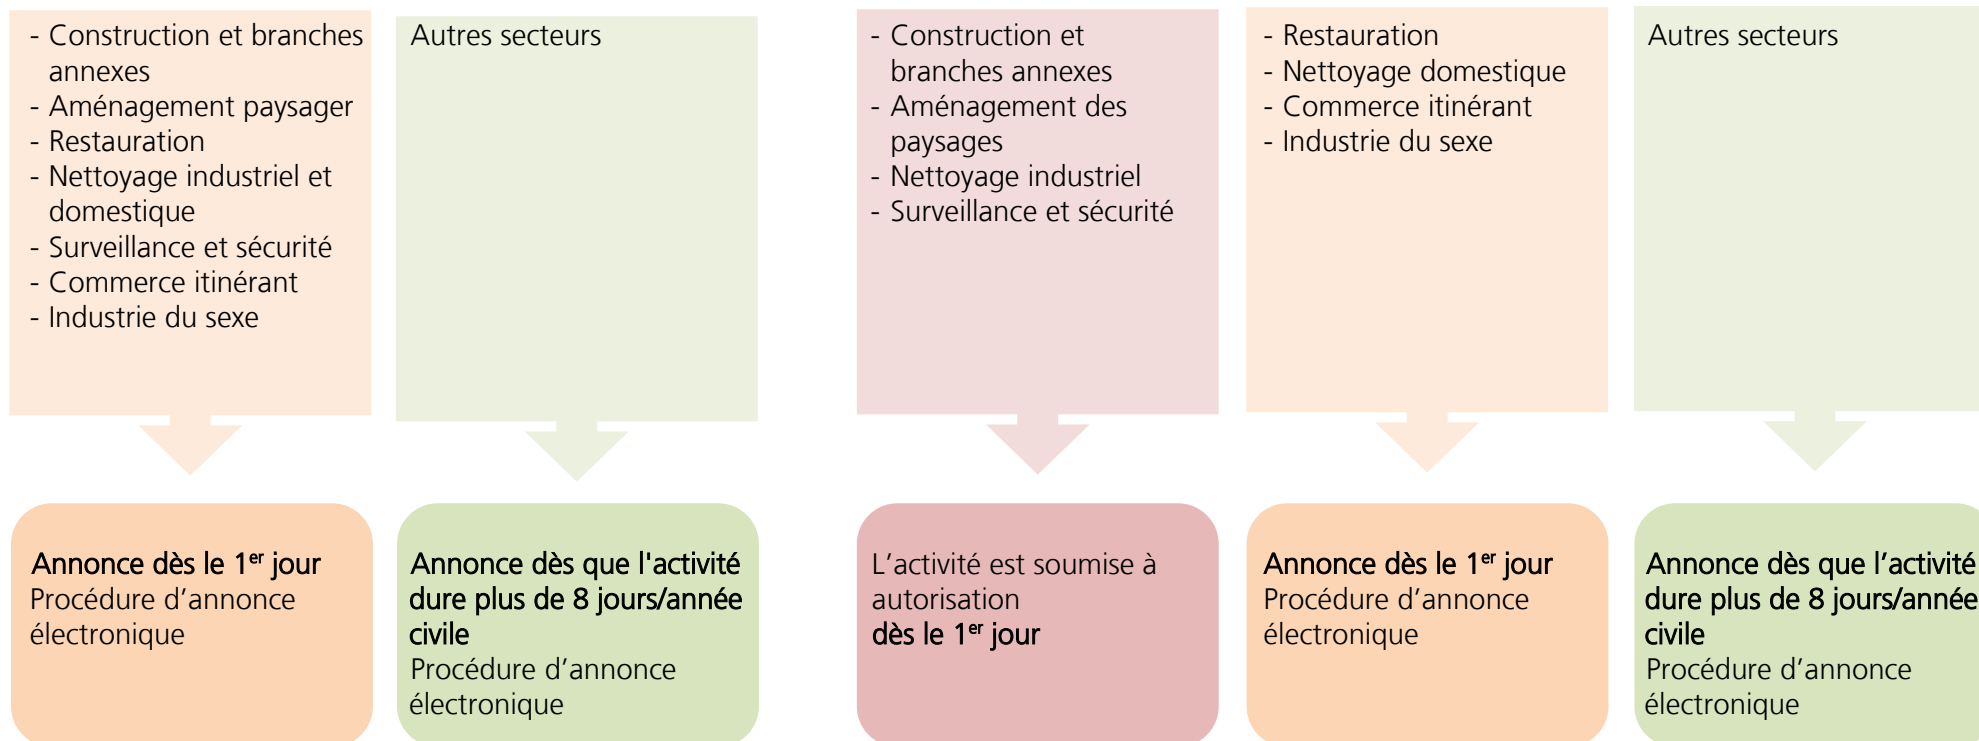 - Construction et branches
annexes
- Aménagement paysager
- Restauration
- Nettoyage industriel et
domestique
- Surveillance et sécurité
- Commerce itinérant
- Industrie du sexe
Autres secteurs
- Construction et
branches annexes
- Aménagement des
paysages
- Nettoyage industriel
- Surveillance et sécurité
- Restauration
- Nettoyage domestique
- Commerce itinérant
- Industrie du sexe
Autres secteurs
Annonce dès le 1er jour
Procédure d’annonce
électronique
Annonce dès que l'activité
dure plus de 8 jours/année
civile
Procédure d’annonce
électronique
L’activité est soumise à
autorisation
dès le 1er jour
Annonce dès le 1er jour
Procédure d’annonce
électronique
Annonce dès que l’activité
dure plus de 8 jours/année
civile
Procédure d’annonce
électronique